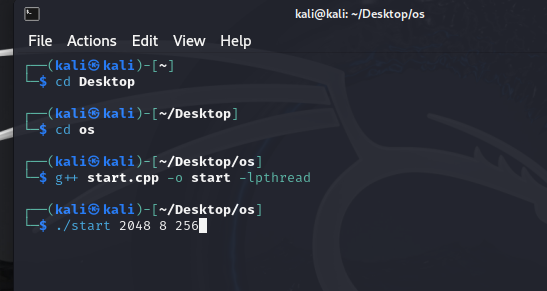 kali@kali: ~/Desktop/os
File Actions Edit View Help
┌──(kali㉿kali)-[~]
└─$ cd Desktop
┌──(kali㉿kali)-[~/Desktop]
└─$ cd os
┌──(kali㉿kali)-[~/Desktop/os]
└─$ g++ start.cpp -o start -lpthread
┌──(kali㉿kali)-[~/Desktop/os]
└─$ ./start 2048 8 256